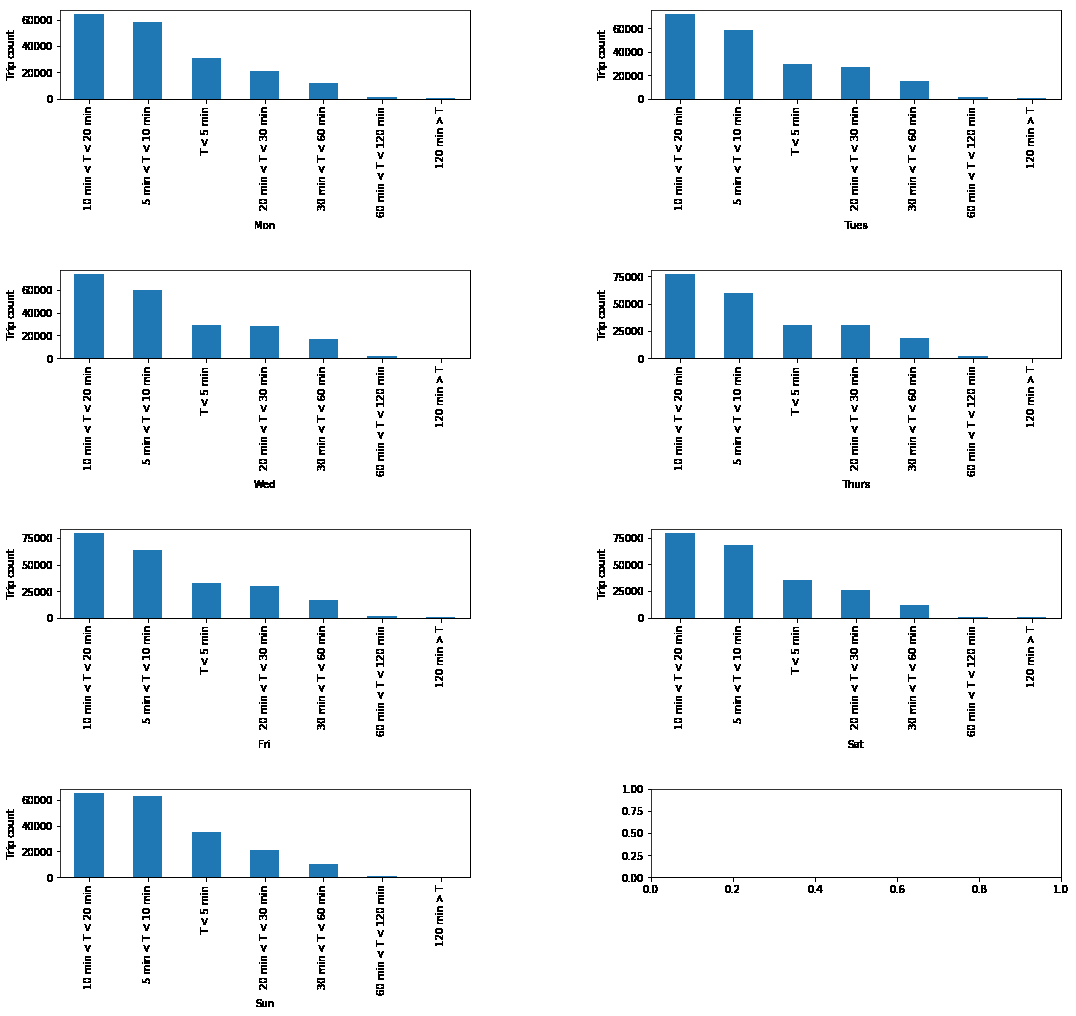 Trip count
60000
40000
20000
0
10 min < T < 20 min
5 min < T < 10 min
T < 5 min
20 min < T < 30 min
30 min < T < 60 min
60 min < T < 120 min
120 min > T
Mon
Trip count
60000
40000
20000
0
10 min < T < 20 min
5 min < T < 10 min
T < 5 min
20 min < T < 30 min
30 min < T < 60 min
60 min < T < 120 min
120 min > T
Tues
Trip count
60000
40000
20000
0
10 min < T < 20 min
5 min < T < 10 min
T < 5 min
20 min < T < 30 min
30 min < T < 60 min
60 min < T < 120 min
120 min > T
Wed
Trip count
75000
50000
25000
0
10 min < T < 20 min
5 min < T < 10 min
T < 5 min
20 min < T < 30 min
30 min < T < 60 min
60 min < T < 120 min
120 min > T
Thurs
Trip count
75000
50000
25000
0
10 min < T < 20 min
5 min < T < 10 min
T < 5 min
20 min < T < 30 min
30 min < T < 60 min
60 min < T < 120 min
120 min > T
Fri
Trip count
75000
50000
25000
0
10 min < T < 20 min
5 min < T < 10 min
T < 5 min
20 min < T < 30 min
30 min < T < 60 min
60 min < T < 120 min
120 min > T
Sat
Trip count
60000
40000
20000
0
10 min < T < 20 min
5 min < T < 10 min
T < 5 min
20 min < T < 30 min
30 min < T < 60 min
60 min < T < 120 min
120 min > T
Sun
1.00
0.75
0.50
0.25
0.00
0.0 0.2 0.4 0.6 0.8 1.0